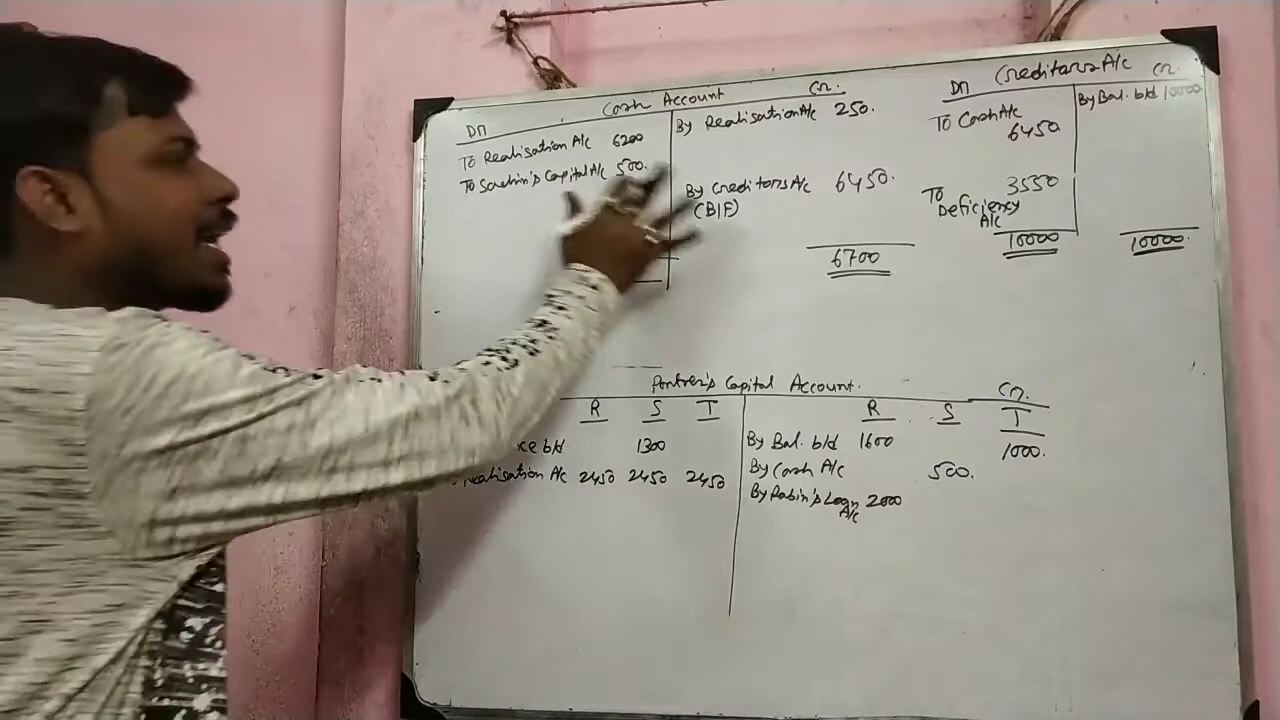 Cash Account
Dr Cr.
To Realisation A/c 6200
To Sachin's Capital A/c 500.
By Realisation A/c 250.
By Creditors A/c 6450.
(B/F)
6700
Creditors A/c
Dr Cr.
To Cash A/c
6450
To 3550
Deficiency
A/c
10000
By Bal. b/d 10000
10000.
Partner's Capital Account.
Cr.
R S T
b/d 1300
Realisation A/c 2450 2450 2450
R S T
By Bal. b/d 1600 1000.
By Cash A/c 500.
By Robin's Loan 2000
A/c